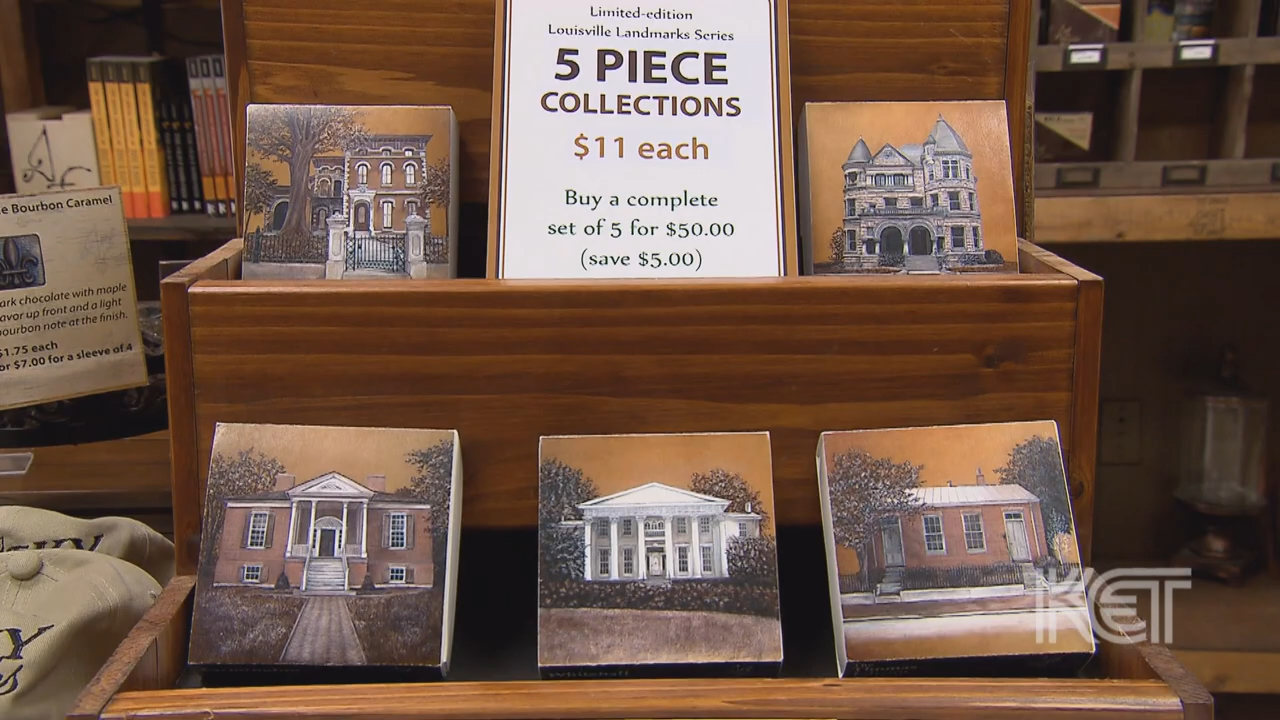 Limited-edition
Louisville Landmarks Series
5 PIECE
COLLECTIONS
$11 each
Buy a complete
set of 5 for $50.00
(save $5.00)
e Bourbon Caramel
ark chocolate with maple
avor up front and a light
bourbon note at the finish.
$1.75 each
or $7.00 for a sleeve of 4
Whitehall
Thomas
KET